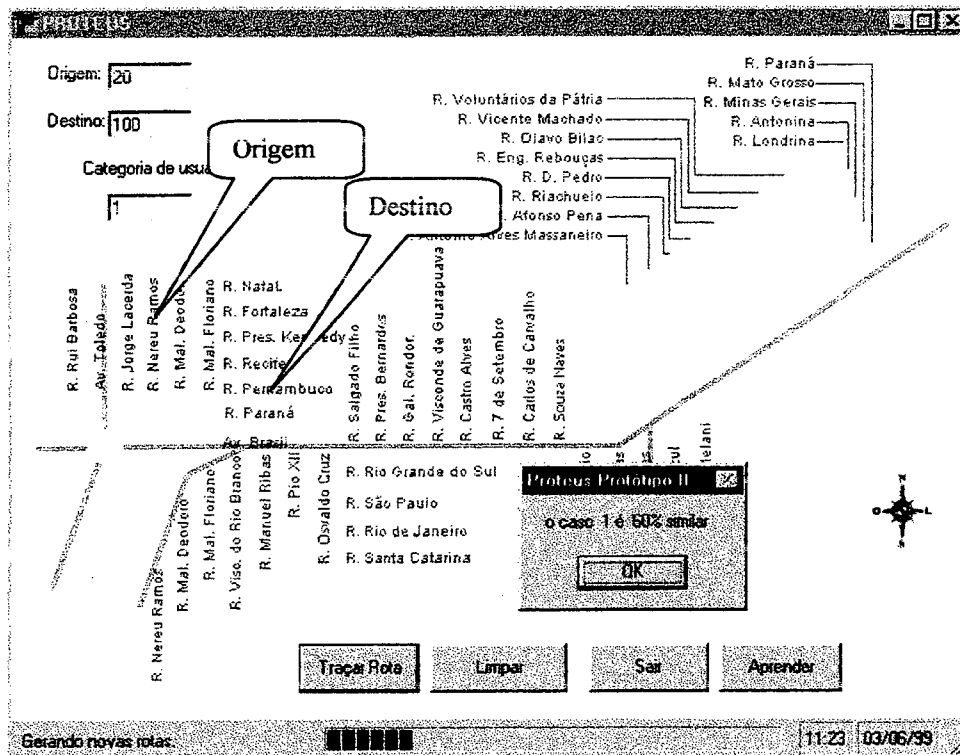 PROTEUS
Origem: 20
Destino: 100
Categoria de usua
1
Origem
Destino
R. Voluntários da Pátria
R. Vicente Machado
R. Olavo Bilac
R. Eng. Rebouças
R. D. Pedro
R. Riachuelo
Afonso Pena
Alves Massaneiro
R. Paraná
R. Mato Grosso
R. Minas Gerais
R. Antonina
R. Londrina
R. Rui Barbosa
Av. Toledo
R. Jorge Lacerda
R. Nereu Ramos
R. Mal. Deodor
R. Mal. Floriano
R. Natal
R. Fortaleza
R. Pres. Kennedy
R. Recife
R. Pernambuco
R. Paraná
Av. Brasil
R. Salgado Filho
R. Pres. Bernardes
R. Gal. Rondon
R. Visconde de Guarapuava
R. Castro Alves
R. 7 de Setembro
R. Carlos de Carvalho
R. Souza Naves
R. Nereu Ramos
R. Mal. Deodoro
R. Mal. Floriano
R. Visc. do Rio Branco
R. Manuel Ribas
R. Pio XII
R. Osvaldo Cruz
R. Rio Grande do Sul
R. São Paulo
R. Rio de Janeiro
R. Santa Catarina
telani
Proteus Protótipo II
o caso 1 é 60% similar
OK
O L
Traçar Rota
Limpar
Sair
Aprender
Gerando novas rotas.
11:23
03/06/99